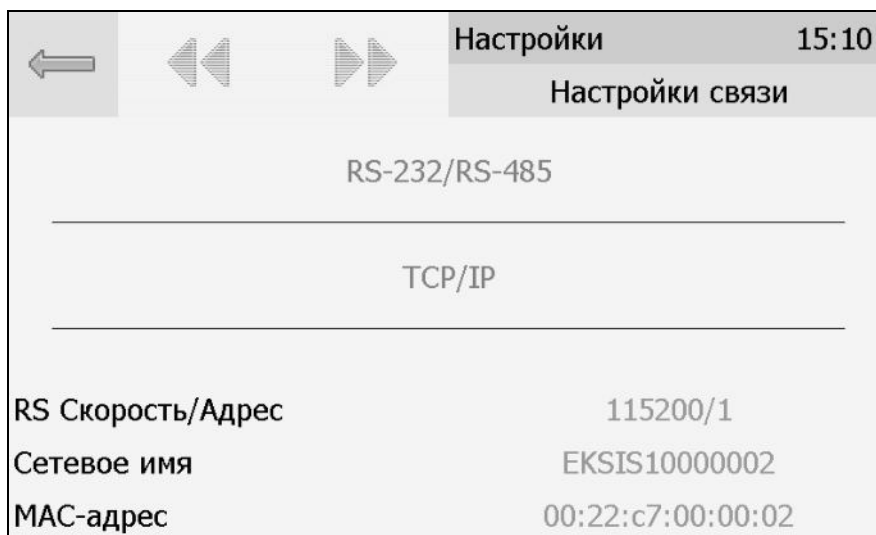 Настройки 15:10
Настройки связи
RS-232/RS-485
TCP/IP
RS Скорость/Адрес 115200/1
Сетевое имя EKSIS10000002
MAC-адрес 00:22:c7:00:00:02